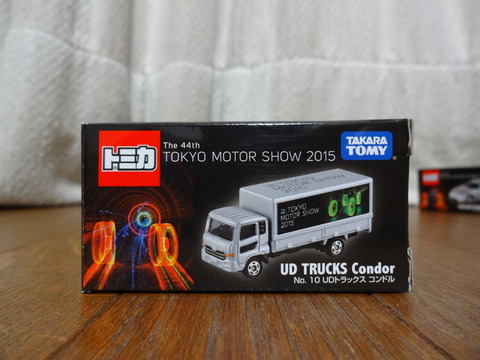 トミカ
The 44th
TOKYO MOTOR SHOW 2015
TAKARA
TOMY
TOKYO
MOTOR SHOW
2015
UD TRUCKS Condor
No. 10 UDトラックス コンドル